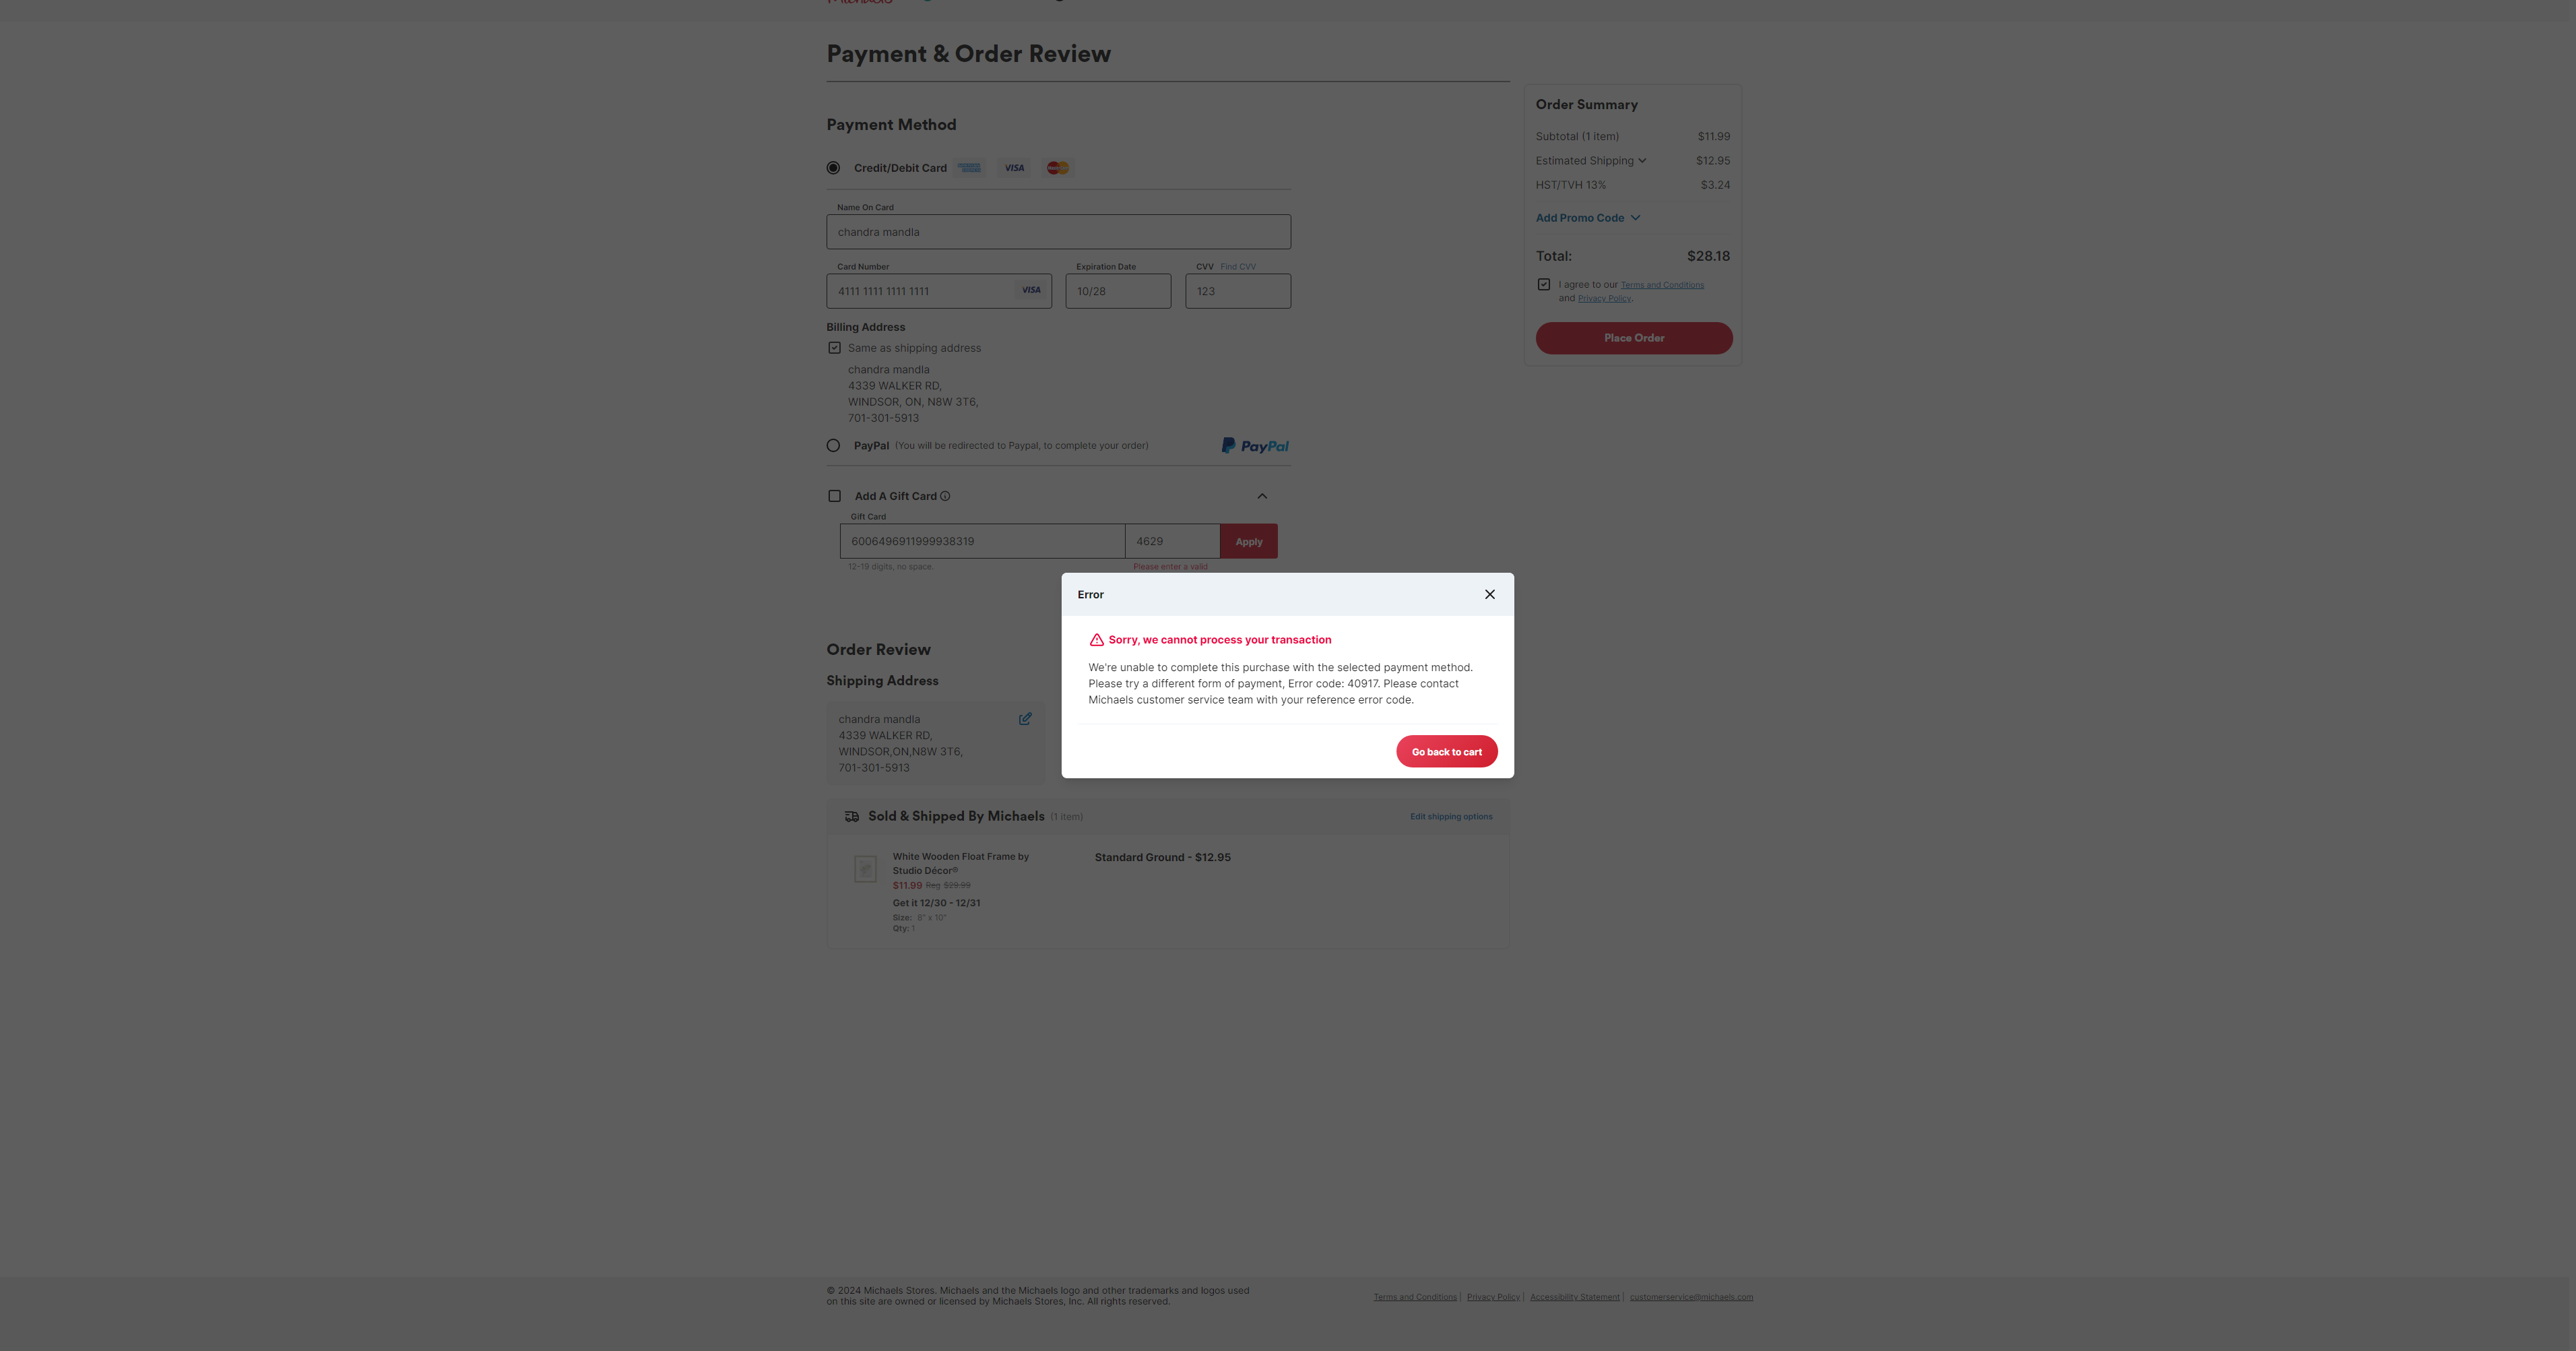 Michaels
Payment & Order Review
Payment Method
Credit/Debit Card
VISA
Name On Card
chandra mandla
Card Number
Expiration Date
CVV Find CVV
4111 1111 1111 1111 VISA
10/28
123
Billing Address
Same as shipping address
chandra mandla
4339 WALKER RD,
WINDSOR, ON, N8W 3T6,
701-301-5913
PayPal (You will be redirected to Paypal, to complete your order)
PayPal
Add A Gift Card
Gift Card
6006496911999938319
4629
Apply
12-19 digits, no space.
Please enter a valid
Order Summary
Subtotal (1 item) $11.99
Estimated Shipping $12.95
HST/TVH 13% $3.24
Add Promo Code
Total: $28.18
I agree to our Terms and Conditions
and Privacy Policy.
Place Order
Error
Sorry, we cannot process your transaction
We're unable to complete this purchase with the selected payment method.
Please try a different form of payment, Error code: 40917. Please contact
Michaels customer service team with your reference error code.
Go back to cart
Order Review
Shipping Address
chandra mandla
4339 WALKER RD,
WINDSOR,ON,N8W 3T6,
701-301-5913
Sold & Shipped By Michaels (1 item)
Edit shipping options
White Wooden Float Frame by
Studio Décor®
$11.99 Reg $29.99
Get it 12/30 - 12/31
Size: 8" x 10"
Qty: 1
Standard Ground - $12.95
© 2024 Michaels Stores. Michaels and the Michaels logo and other trademarks and logos used
on this site are owned or licensed by Michaels Stores, Inc. All rights reserved.
Terms and Conditions | Privacy Policy | Accessibility Statement | customerservice@michaels.com